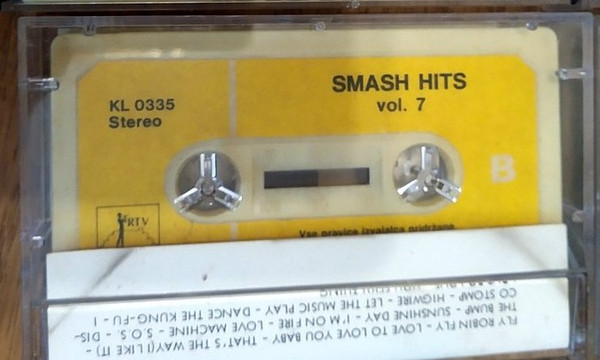 SMASH HITS
vol. 7
KL 0335
Stereo
B
RTV
Vse pravice izvajalca pridržane
FLY ROBIN FLY - LOVE TO LOVE YOU BABY - THAT'S THE WAY (I LIKE IT) -
THE BUMP - SUNSHINE DAY - I'M ON FIRE - LOVE MACHINE - S.O.S. - DIS-
CO STOMP - HIGWIRE - LET THE MUSIC PLAY - DANCE THE KUNG-FU - I